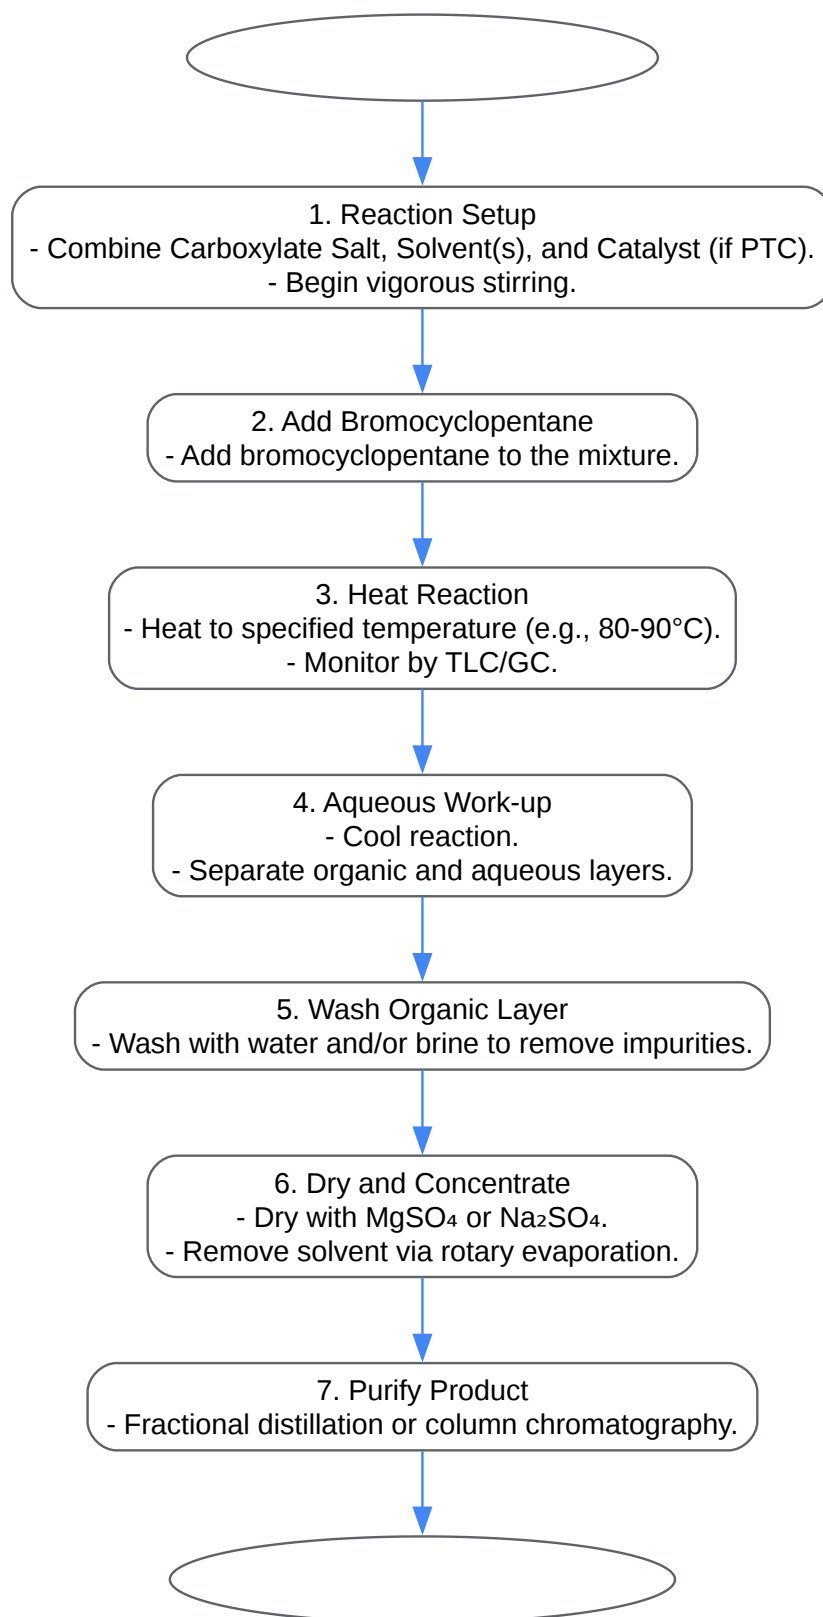 1. Reaction Setup
- Combine Carboxylate Salt, Solvent(s), and Catalyst (if PTC).
- Begin vigorous stirring.
2. Add Bromocyclopentane
- Add bromocyclopentane to the mixture.
3. Heat Reaction
- Heat to specified temperature (e.g., 80-90°C).
- Monitor by TLC/GC.
4. Aqueous Work-up
- Cool reaction.
- Separate organic and aqueous layers.
5. Wash Organic Layer
- Wash with water and/or brine to remove impurities.
6. Dry and Concentrate
- Dry with MgSO₄ or Na₂SO₄.
- Remove solvent via rotary evaporation.
7. Purify Product
- Fractional distillation or column chromatography.